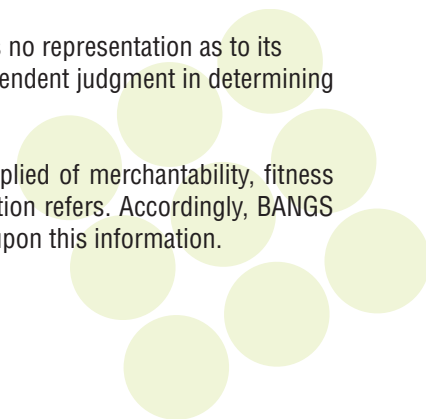 no representation as to its
endent judgment in determining
plied of merchantability, fitness
tion refers. Accordingly, BANGS
upon this information.